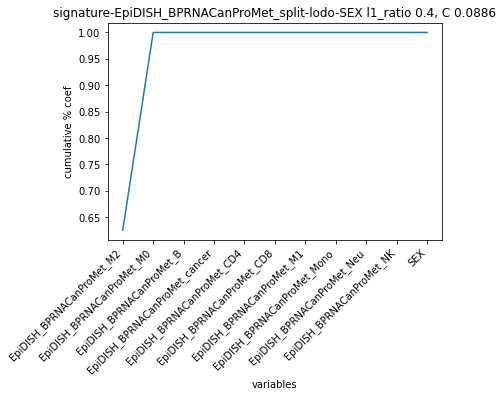 signature-EpiDISH_BPRNACanProMet_split-lodo-SEX l1_ratio 0.4, C 0.0886
1.00
0.95
0.90
0.85
0.80
0.75
0.70
0.65
cumulative % coef
EpiDISH_BPRNACanProMet_M2
EpiDISH_BPRNACanProMet_M0
EpiDISH_BPRNACanProMet_B
EpiDISH_BPRNACanProMet_cancer
EpiDISH_BPRNACanProMet_CD4
EpiDISH_BPRNACanProMet_CD8
EpiDISH_BPRNACanProMet_M1
EpiDISH_BPRNACanProMet_Mono
EpiDISH_BPRNACanProMet_Neu
EpiDISH_BPRNACanProMet_NK
SEX
variables